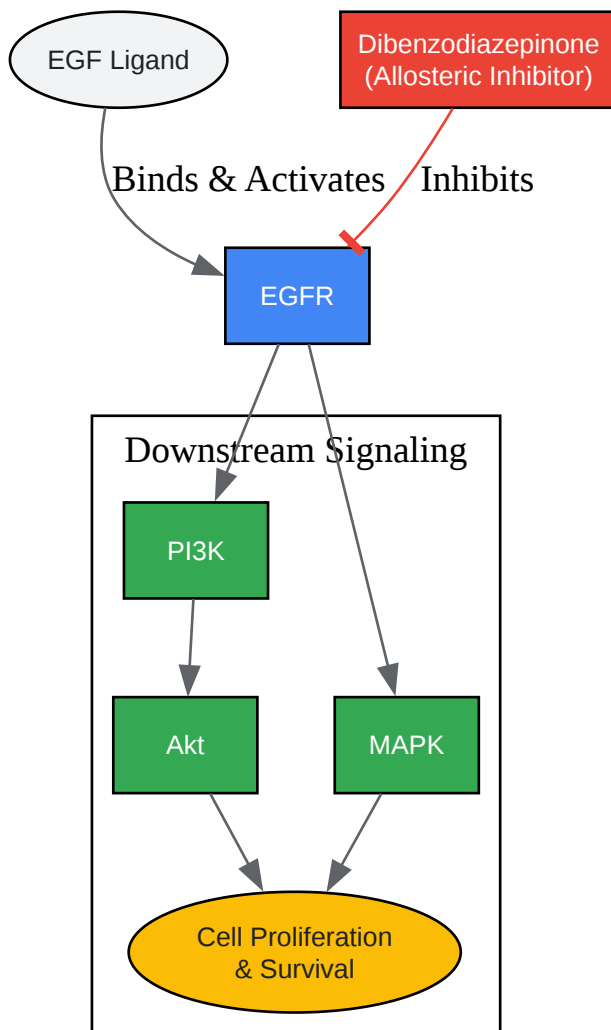 EGF Ligand
Dibenzodiazepinone
(Allosteric Inhibitor)
Binds & Activates
Inhibits
EGFR
Downstream Signaling
PI3K
Akt
MAPK
Cell Proliferation
& Survival